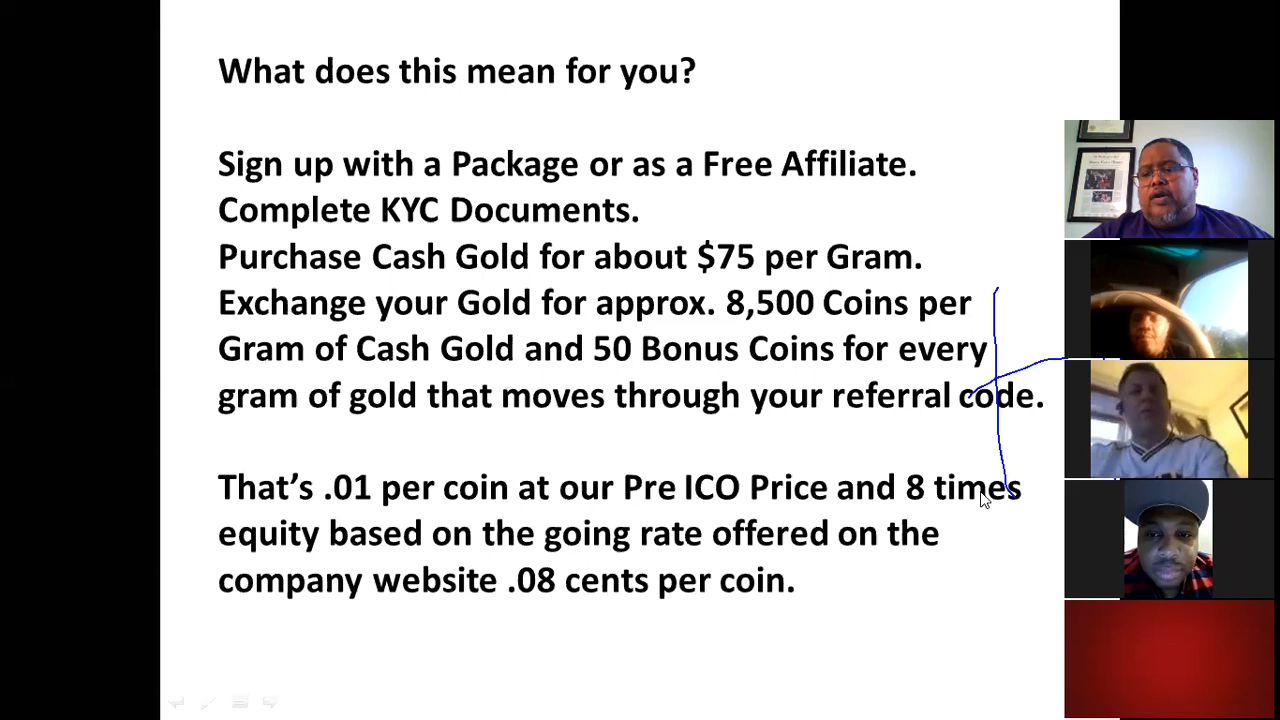 What does this mean for you?
Sign up with a Package or as a Free Affiliate.
Complete KYC Documents.
Purchase Cash Gold for about $75 per Gram.
Exchange your Gold for approx. 8,500 Coins per
Gram of Cash Gold and 50 Bonus Coins for every
gram of gold that moves through your referral code.
That’s .01 per coin at our Pre ICO Price and 8 times
equity based on the going rate offered on the
company website .08 cents per coin.